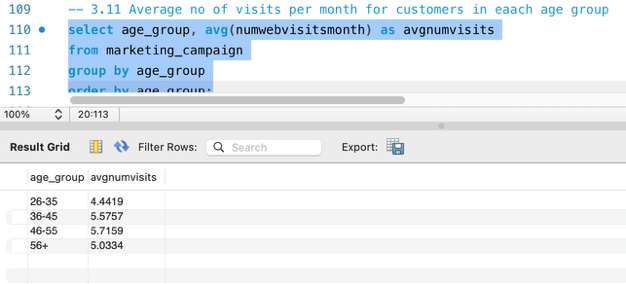 109 -- 3.11 Average no of visits per month for customers in eaach age group
110 select age_group, avg(numwebvisitsmonth) as avgnumvisits
111 from marketing_campaign
112 group by age_group
113 order by age_group;
100% 20:113
Result Grid Filter Rows: Search Export:
age_group avgnumvisits
26-35 4.4419
36-45 5.5757
46-55 5.7159
56+ 5.0334